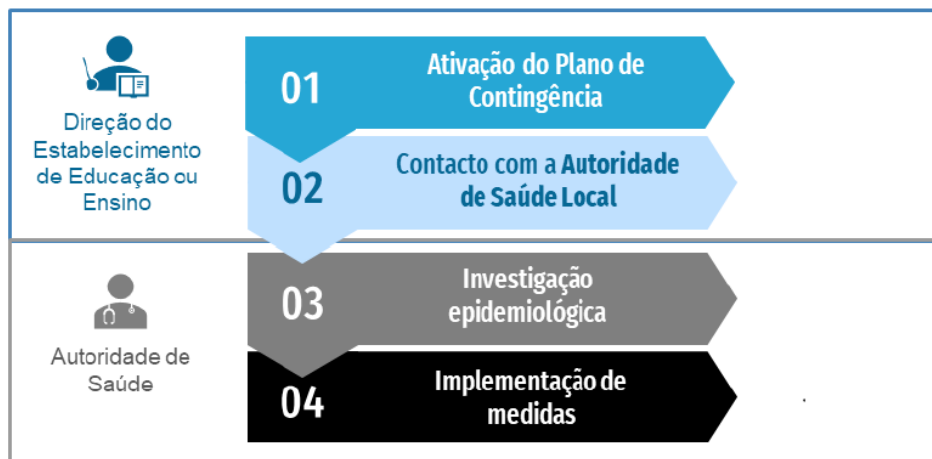 Direção do
Estabelecimento
de Educação ou
Ensino
01
Ativação do Plano de
Contingência
02
Contacto com a Autoridade
de Saúde Local
Autoridade de
Saúde
03
Investigação
epidemiológica
04
Implementação de
medidas
.